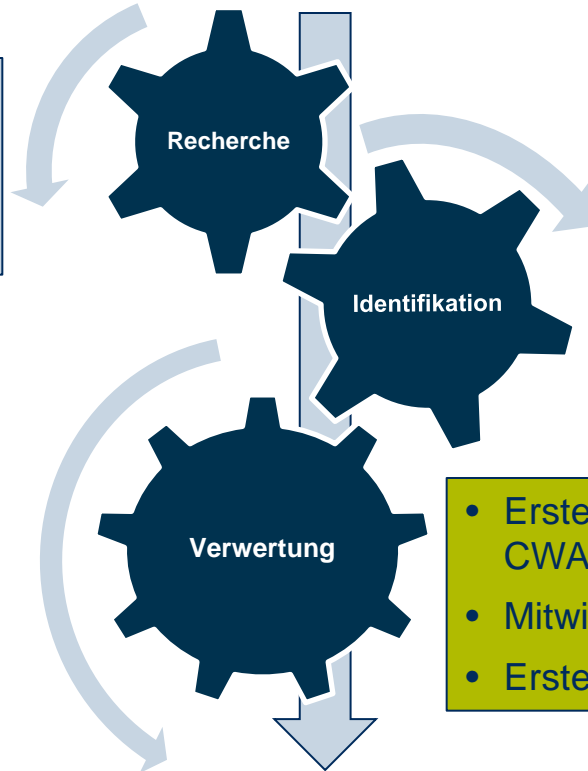 Recherche
Identifikation
Verwertung
• Erste
CWA
• Mitwi
• Erste